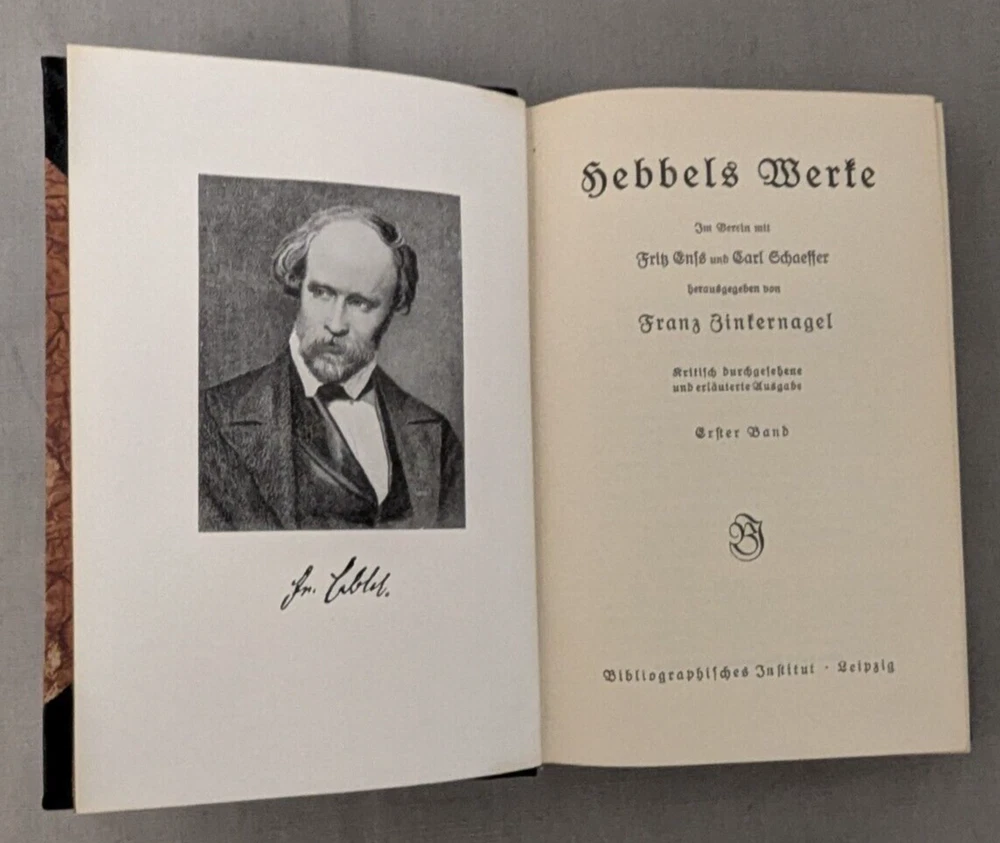 Fr. Hebbel.
Hebbels Werke
Im Verein mit
Fritz Enſs und Carl Schaeffer
herausgegeben von
Franz Zinkernagel
Kritiſch durchgeſehene
und erläuterte Ausgabe
Erſter Band
BJ
Bibliographiſches Inſtitut · Leipzig